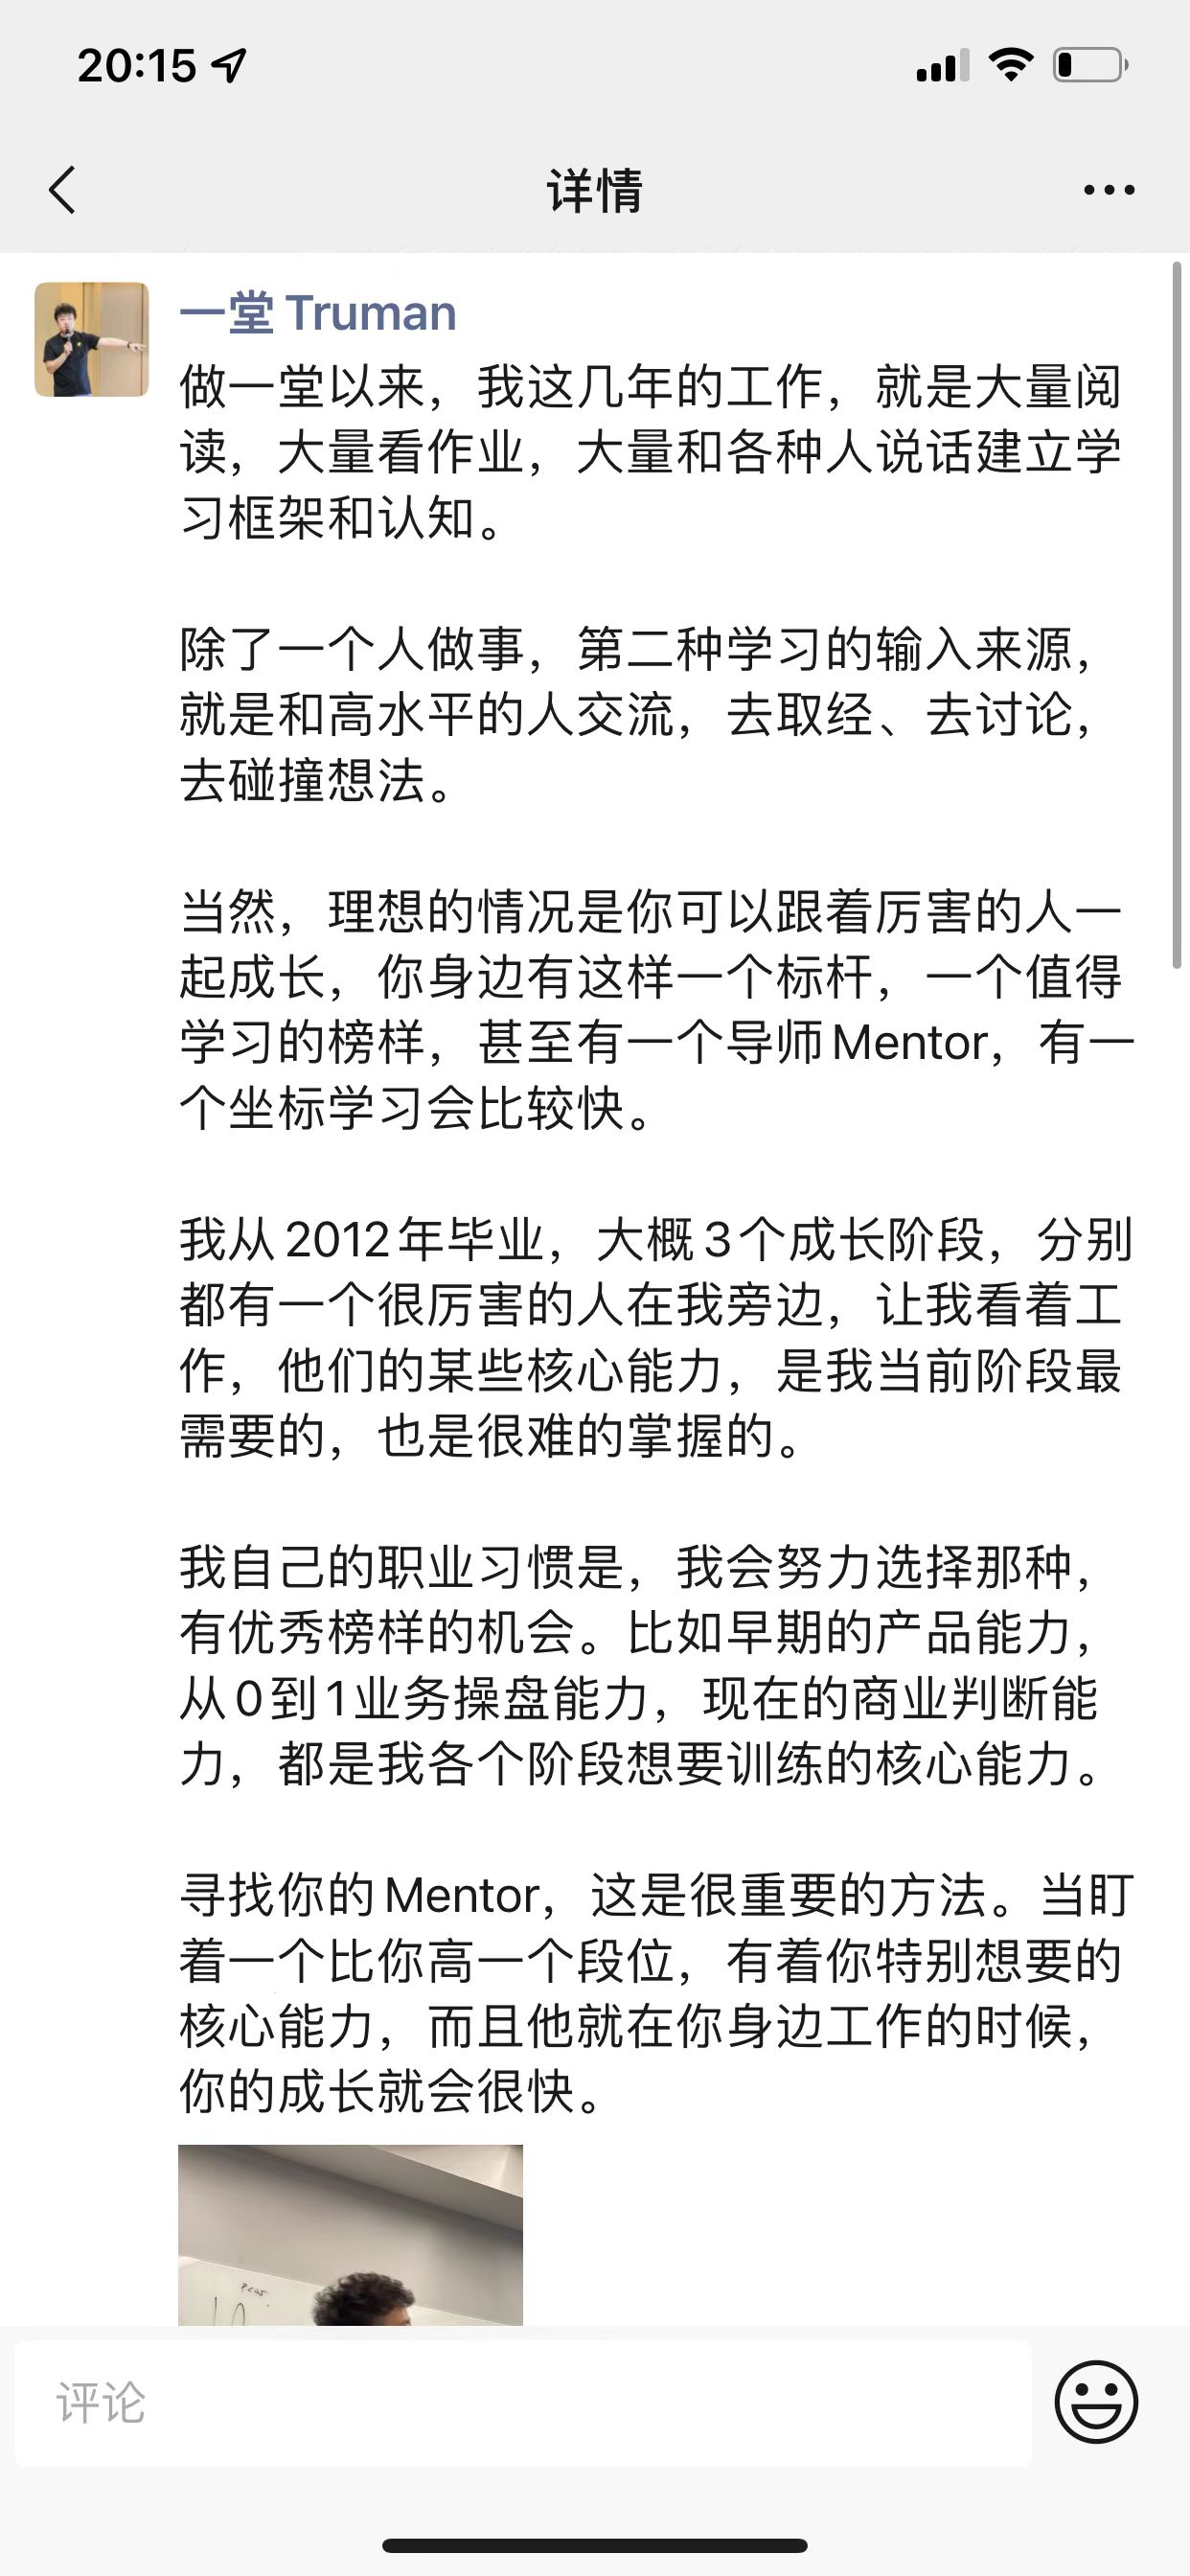 20:15
详情
一堂 Truman
做一堂以来，我这几年的工作，就是大量阅
读，大量看作业，大量和各种人说话建立学
习框架和认知。
除了一个人做事，第二种学习的输入来源，
就是和高水平的人交流，去取经、去讨论，
去碰撞想法。
当然，理想的情况是你可以跟着厉害的人一
起成长，你身边有这样一个标杆，一个值得
学习的榜样，甚至有一个导师Mentor，有一
个坐标学习会比较快。
我从2012年毕业，大概3个成长阶段，分别
都有一个很厉害的人在我旁边，让我看着工
作，他们的某些核心能力，是我当前阶段最
需要的，也是很难的掌握的。
我自己的职业习惯是，我会努力选择那种，
有优秀榜样的机会。比如早期的产品能力，
从0到1业务操盘能力，现在的商业判断能
力，都是我各个阶段想要训练的核心能力。
寻找你的Mentor，这是很重要的方法。当盯
着一个比你高一个段位，有着你特别想要的
核心能力，而且他就在你身边工作的时候，
你的成长就会很快。
评论